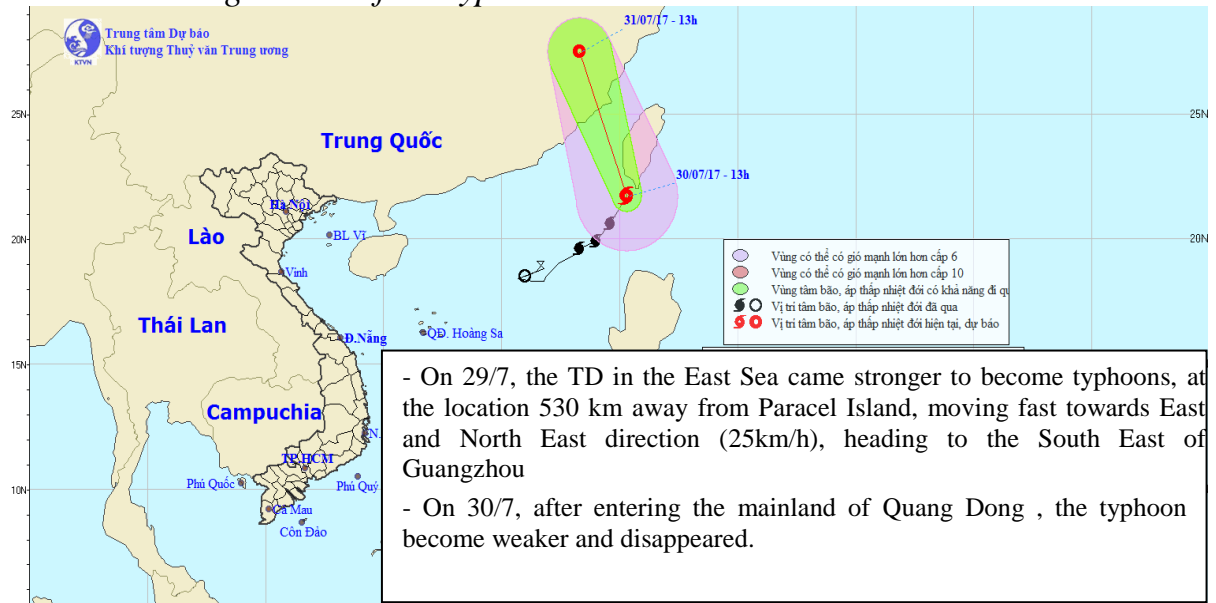 Trung tâm Dự báo
Khí tượng Thuỷ văn Trung ương
KTVN
31/07/17 - 13h
25N
25N
Trung Quốc
30/07/17 - 13h
Hà Nội
20N
BL Vĩ
20N
Lào
Vùng có thể có gió mạnh lớn hơn cấp 6
Vùng có thể có gió mạnh lớn hơn cấp 10
Vùng tâm bão, áp thấp nhiệt đới có khả năng đi qu
Vị trí tâm bão, áp thấp nhiệt đới đã qua
Vị trí tâm bão, áp thấp nhiệt đới hiện tại, dự báo
Vinh
Thái Lan
Đ.Nẵng
QĐ. Hoàng Sa
15N
- On 29/7, the TD in the East Sea came stronger to become typhoons, at
the location 530 km away from Paracel Island, moving fast towards East
and North East direction (25km/h), heading to the South East of
Guangzhou
- On 30/7, after entering the mainland of Quang Dong , the typhoon
become weaker and disappeared.
Campuchia
N.
TP.HCM
Phú Quốc
Phú Quý
10N
Cà Mau
Côn Đảo